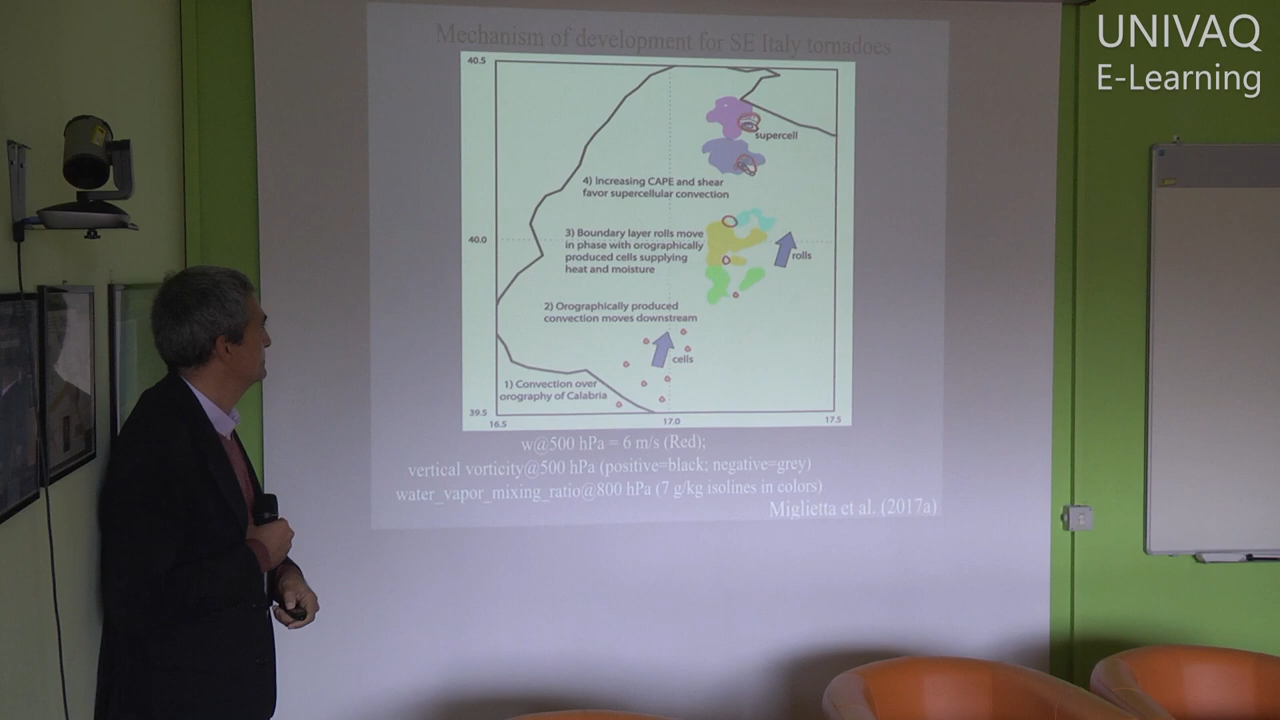 UNIVAQ
E-Learning
Mechanism of development for SE Italy tornadoes
40.5
supercell
4) Increasing CAPE and shear
favor supercellular convection
3) Boundary layer rolls move
in phase with orographically
produced cells supplying
heat and moisture
40.0
rolls
2) Orographically produced
convection moves downstream
cells
1) Convection over
orography of Calabria
39.5
16.5
17.0
17.5
w@500 hPa = 6 m/s (Red);
vertical vorticity@500 hPa (positive=black; negative=grey)
water_vapor_mixing_ratio@800 hPa (7 g/kg isolines in colors)
Miglietta et al. (2017a)